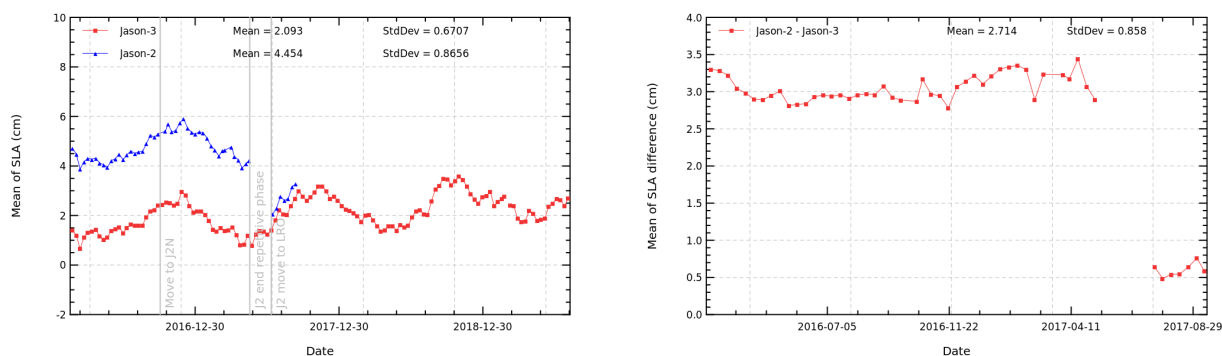 Jason-3 Mean = 2.093 StdDev = 0.6707
Jason-2 Mean = 4.454 StdDev = 0.8656
10
8
6
4
2
0
-2
Mean of SLA (cm)
Move to J2N
J2 end repetitive phase
J2 move to LRO
2016-12-30 2017-12-30 2018-12-30
Date
Jason-2 - Jason-3 Mean = 2.714 StdDev = 0.858
4.0
3.5
3.0
2.5
2.0
1.5
1.0
0.5
0.0
Mean of SLA difference (cm)
2016-07-05 2016-11-22 2017-04-11 2017-08-29
Date